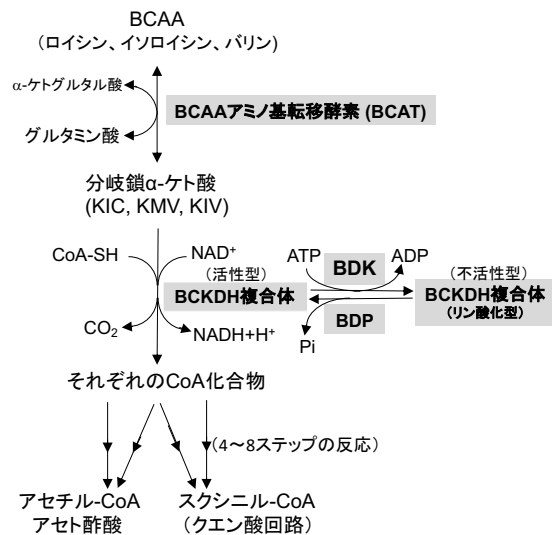 BCAA
（ロイシン、イソロイシン、バリン）
α-ケトグルタル酸
BCAAアミノ基転移酵素 (BCAT)
グルタミン酸
分岐鎖α-ケト酸
(KIC, KMV, KIV)
CoA-SH
NAD⁺
（活性型）
BCKDH複合体
ATP
BDK
ADP
（不活性型）
BCKDH複合体
(リン酸化型)
BDP
Pi
CO₂
NADH+H⁺
それぞれのCoA化合物
（4～8ステップの反応）
アセチル-CoA
アセト酢酸
スクシニル-CoA
（クエン酸回路）